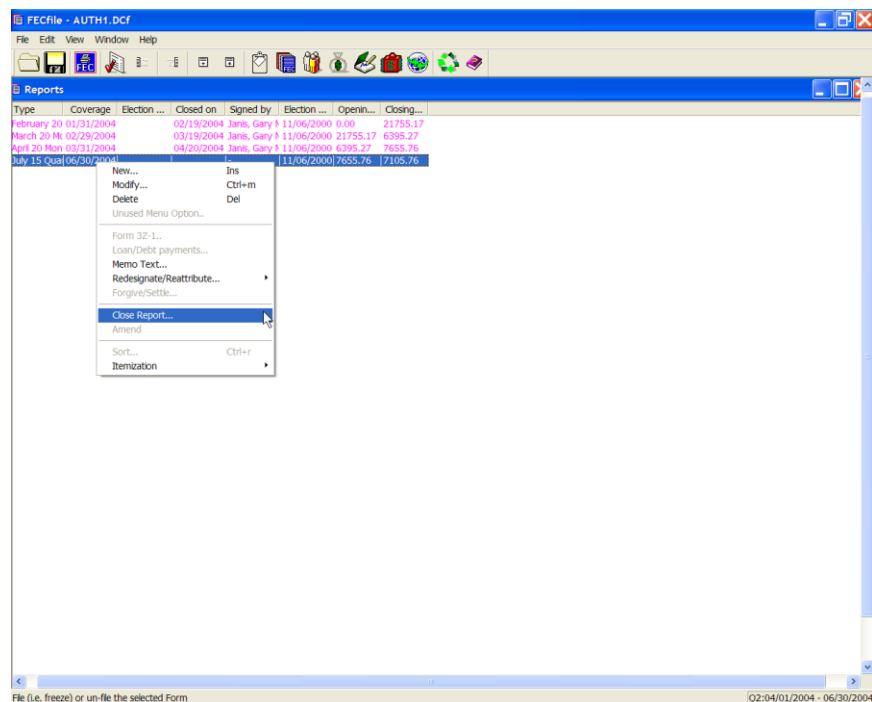 FECfile - AUTH1.DCf
File Edit View Window Help
FEC
Reports
Type Coverage Election ... Closed on Signed by Election ... Openin... Closing...
February 20 01/31/2004 02/19/2004 Janis, Gary M 11/06/2000 0.00 21755.17
March 20 Mc 02/29/2004 03/19/2004 Janis, Gary M 11/06/2000 21755.17 6395.27
April 20 Mon 03/31/2004 04/20/2004 Janis, Gary M 11/06/2000 6395.27 7655.76
July 15 Qua 06/30/2004 - 11/06/2000 7655.76 7105.76
New... Ins
Modify... Ctrl+m
Delete Del
Unused Menu Option..
Form 3Z-1..
Loan/Debt payments...
Memo Text...
Redesignate/Reattribute...
Forgive/Settle...
Close Report...
Amend
Sort... Ctrl+r
Itemization
File (i.e. freeze) or un-file the selected Form Q2:04/01/2004 - 06/30/2004